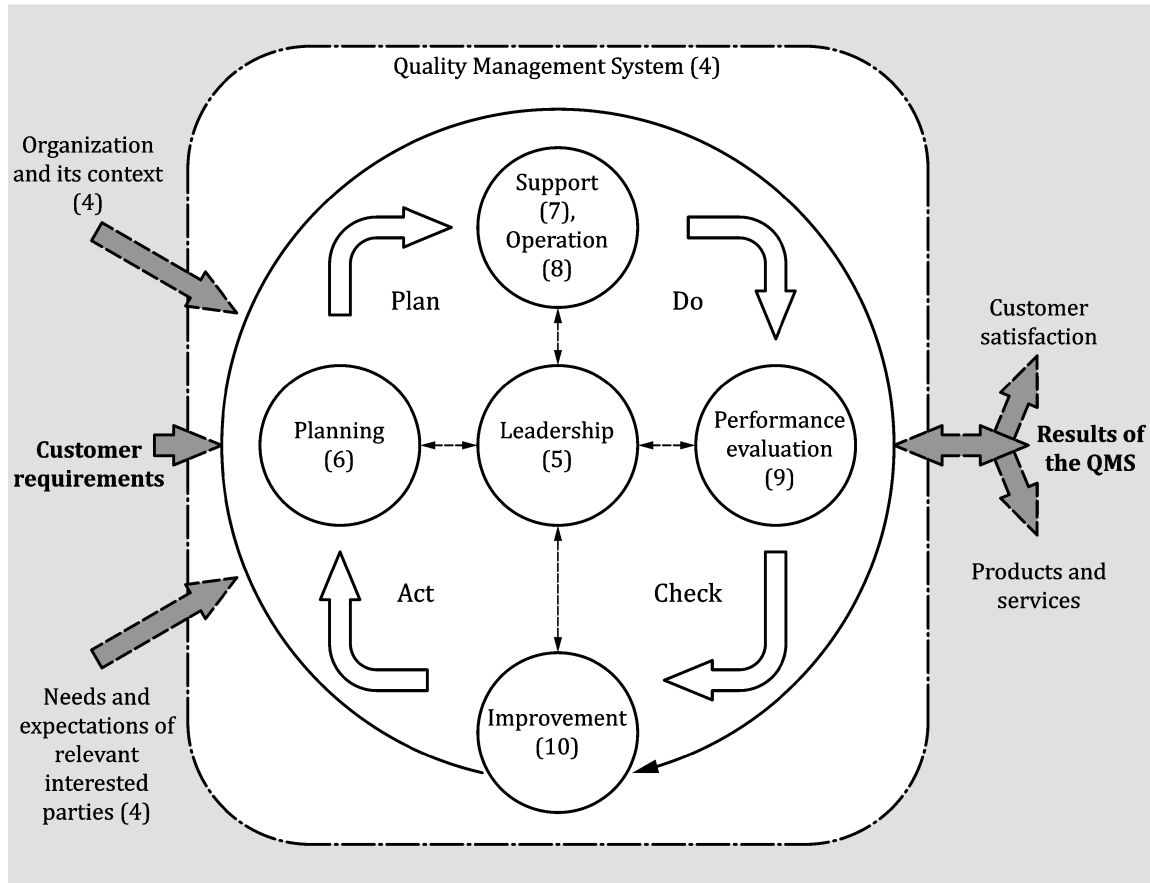 Quality Management System (4)
Organization
and its context
(4)
Support
(7),
Operation
(8)
Plan
Do
Customer
satisfaction
Customer
requirements
Planning
(6)
Leadership
(5)
Performance
evaluation
(9)
Results of
the QMS
Act
Check
Products and
services
Needs and
expectations of
relevant
interested
parties (4)
Improvement
(10)